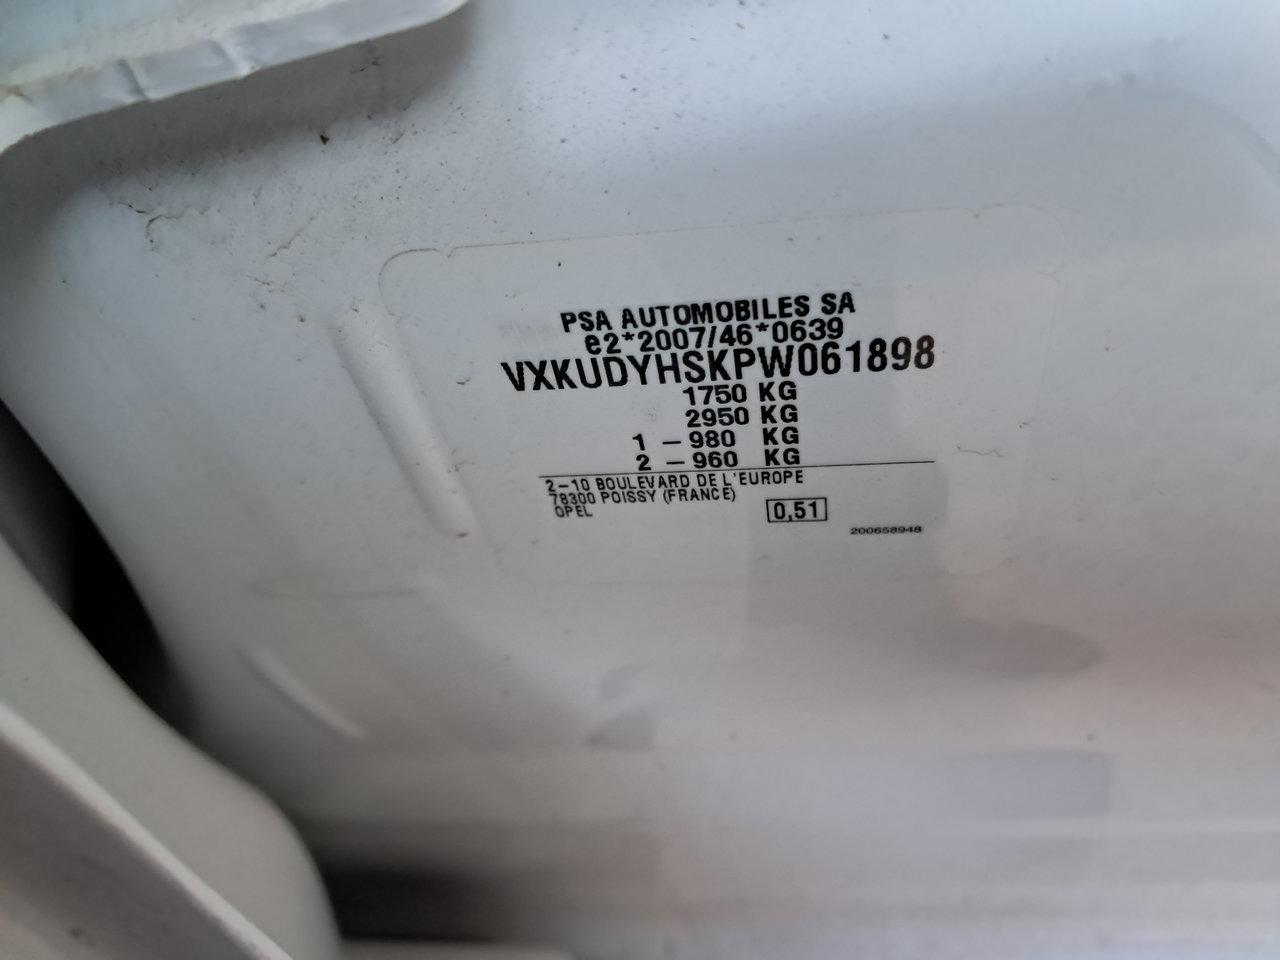 PSA AUTOMOBILES SA
e2*2007/46*0639
VXKUDYHSKPW061898
1750 KG
2950 KG
1 - 980 KG
2 - 960 KG
2-10 BOULEVARD DE L'EUROPE
78300 POISSY (FRANCE)
OPEL
0,51
200658948